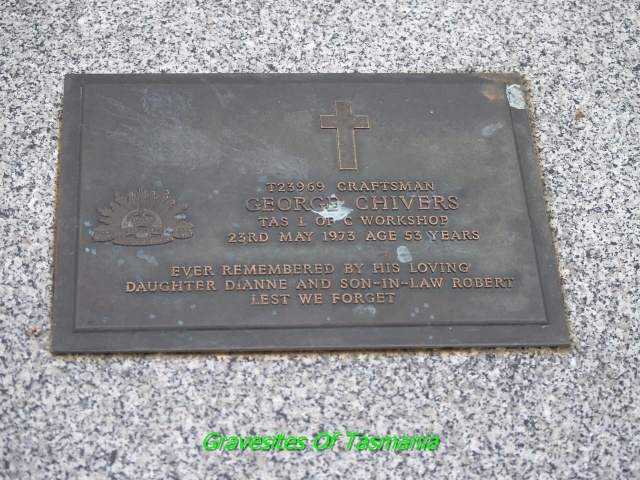 T23969 CRAFTSMAN
GEORGE CHIVERS
TAS L OF C WORKSHOP
23RD MAY 1973 AGE 53 YEARS
EVER REMEMBERED BY HIS LOVING
DAUGHTER DIANNE AND SON-IN-LAW ROBERT
LEST WE FORGET
Gravesites Of Tasmania